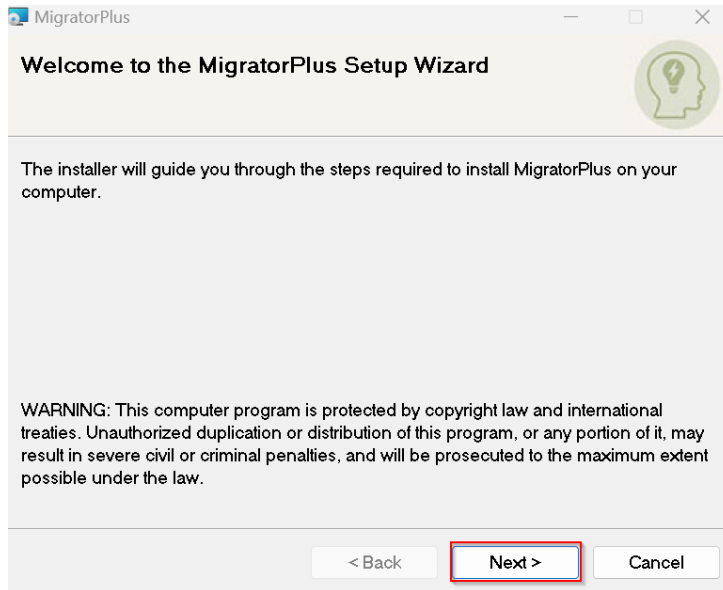 MigratorPlus
Welcome to the MigratorPlus Setup Wizard
The installer will guide you through the steps required to install MigratorPlus on your
computer.
WARNING: This computer program is protected by copyright law and international
treaties. Unauthorized duplication or distribution of this program, or any portion of it, may
result in severe civil or criminal penalties, and will be prosecuted to the maximum extent
possible under the law.
< Back
Next >
Cancel